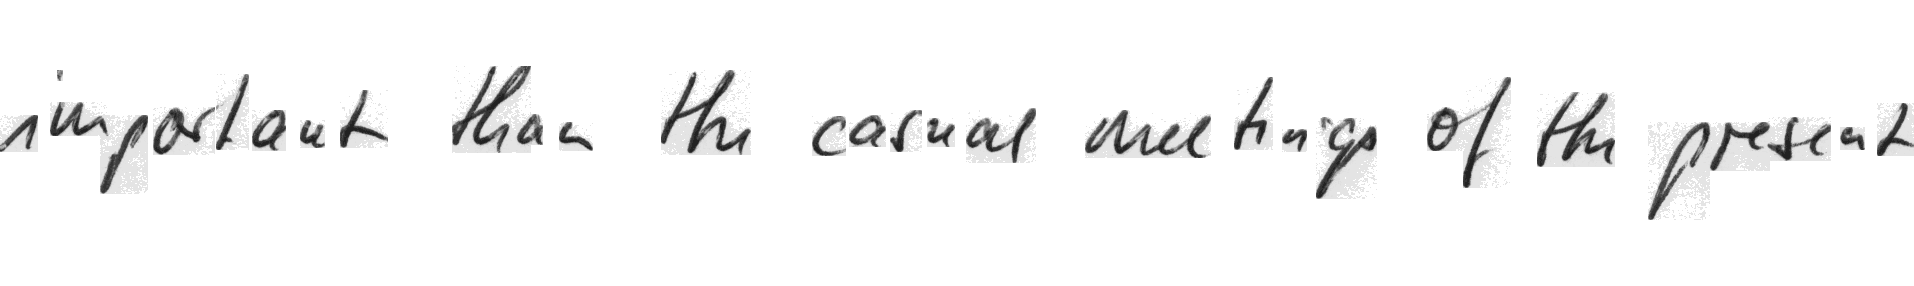 important than the casual meetings of the present